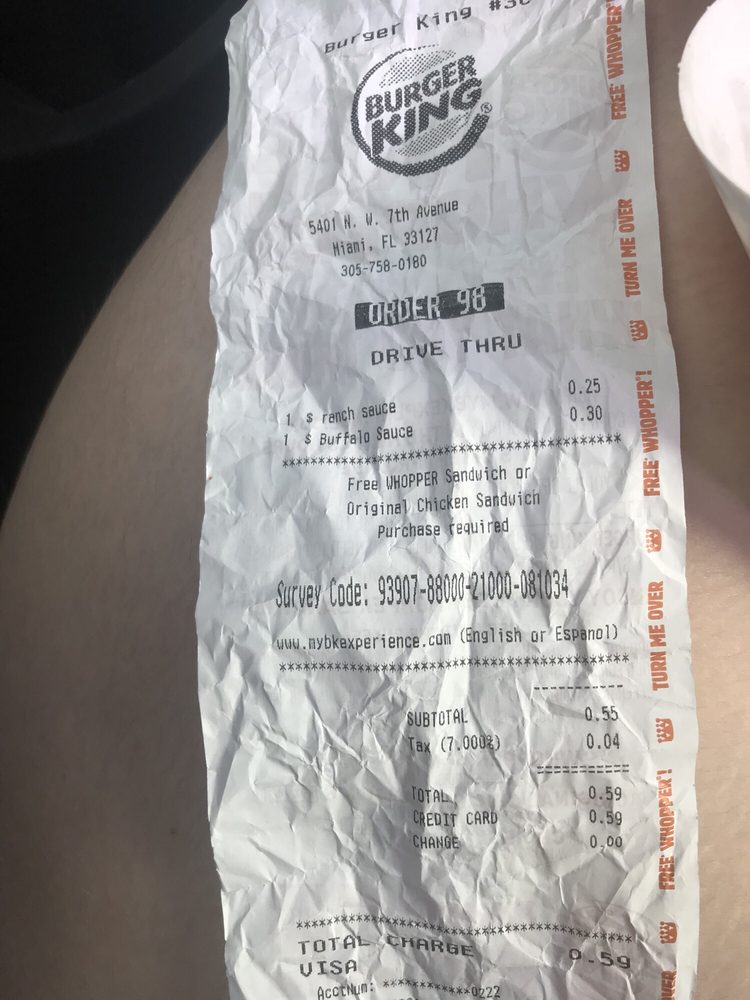 Burger King #30
BURGER
KING®
5401 N. W. 7th Avenue
Miami, FL 33127
305-758-0180
ORDER 98
DRIVE THRU
1 $ ranch sauce 0.25
1 $ Buffalo Sauce 0.30
****************************************
Free WHOPPER Sandwich or
Original Chicken Sandwich
Purchase required
Survey Code: 93907-88000-21000-081034
www.mybkexperience.com (English or Espanol)
****************************************
------------
SUBTOTAL 0.55
Tax (7.000%) 0.04
============
TOTAL 0.59
CREDIT CARD 0.59
CHANGE 0.00
****************************************
TOTAL CHARGE 0.59
VISA
AcctNum: ************0222
FREE WHOPPER®!
TURN ME OVER
FREE WHOPPER®!
TURN ME OVER
FREE WHOPPER®!